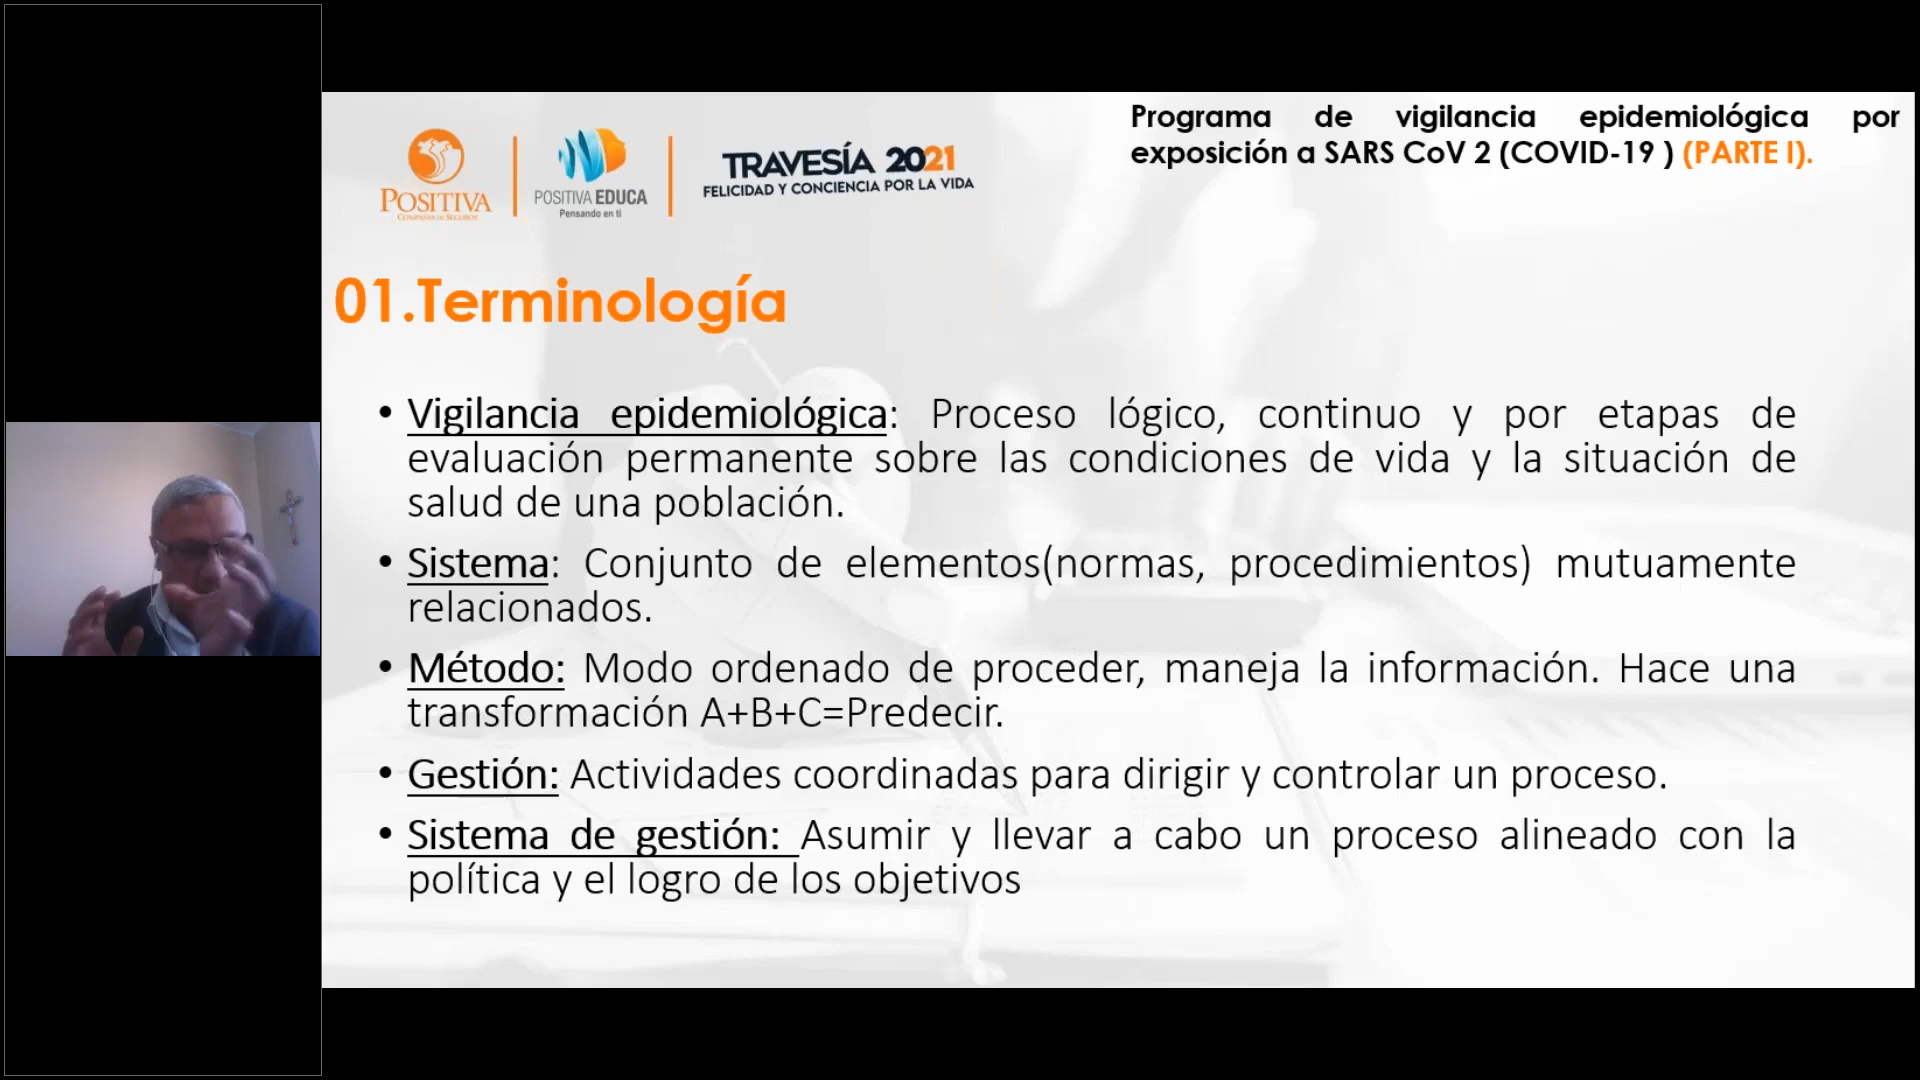 Programa de vigilancia epidemiológica por
exposición a SARS CoV 2 (COVID-19 ) (PARTE I).
POSITIVA
COMPAÑÍA DE SEGUROS
POSITIVA EDUCA
Pensando en ti
TRAVESÍA 2021
FELICIDAD Y CONCIENCIA POR LA VIDA
01.Terminología
• Vigilancia epidemiológica: Proceso lógico, continuo y por etapas de
evaluación permanente sobre las condiciones de vida y la situación de
salud de una población.
• Sistema: Conjunto de elementos(normas, procedimientos) mutuamente
relacionados.
• Método: Modo ordenado de proceder, maneja la información. Hace una
transformación A+B+C=Predecir.
• Gestión: Actividades coordinadas para dirigir y controlar un proceso.
• Sistema de gestión: Asumir y llevar a cabo un proceso alineado con la
política y el logro de los objetivos